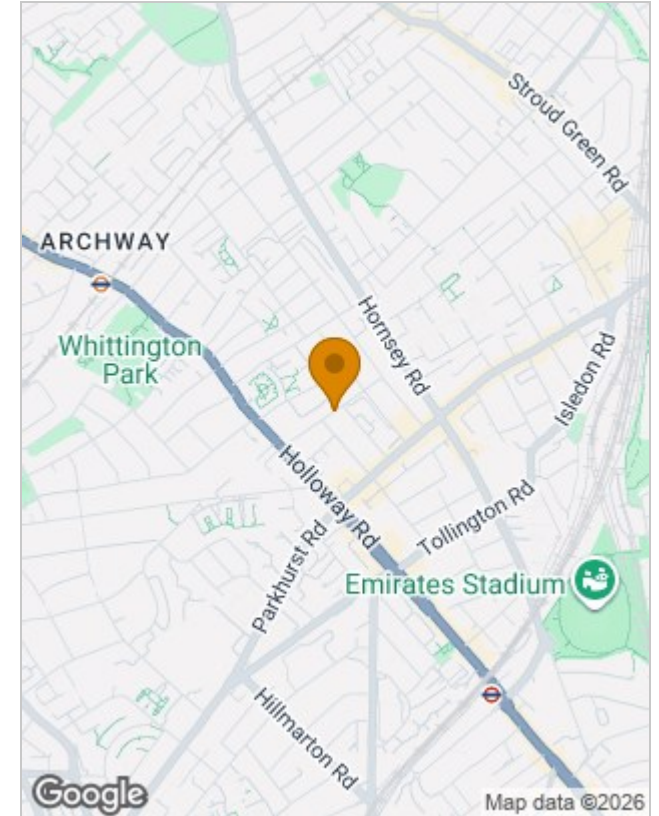 Stroud Green Rd
ARCHWAY
Hornsey Rd
Whittington
Park
Isledon Rd
Holloway Rd
Tollington Rd
Parkhurst Rd
Emirates Stadium
Hillmarton Rd
Google
Map data ©2026